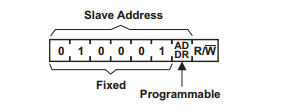 Slave Address
0 1 0 0 0 1 AD DR R/W̅
Fixed
Programmable